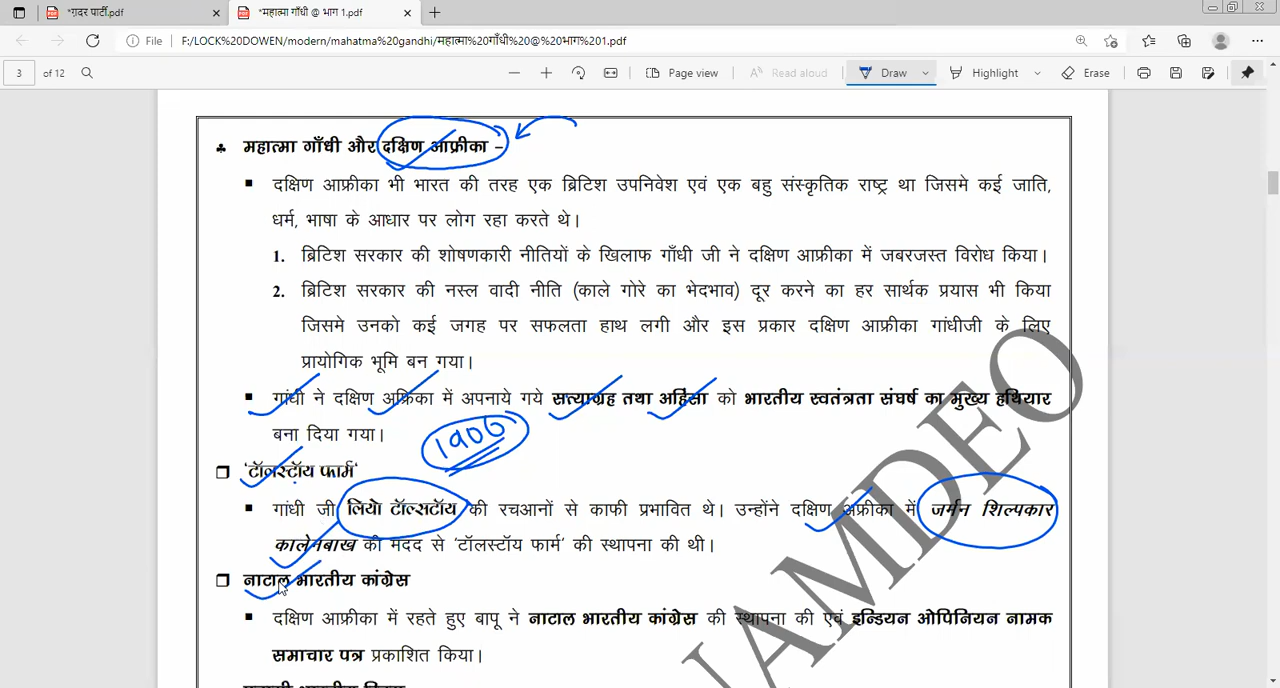 *ग़दर पार्टी.pdf
*महात्मा गाँधी @ भाग 1.pdf
File F:/LOCK%20DOWEN/modern/mahatma%20gandhi/महात्मा%20गाँधी%20@%20भाग%201.pdf
3 of 12 Page view Read aloud Draw Highlight Erase
महात्मा गाँधी और दक्षिण आफ्रीका –
दक्षिण आफ्रीका भी भारत की तरह एक ब्रिटिश उपनिवेश एवं एक बहु संस्कृतिक राष्ट्र था जिसमे कई जाति,
धर्म, भाषा के आधार पर लोग रहा करते थे।
1. ब्रिटिश सरकार की शोषणकारी नीतियों के खिलाफ गाँधी जी ने दक्षिण आफ्रीका में जबरजस्त विरोध किया।
2. ब्रिटिश सरकार की नस्ल वादी नीति (काले गोरे का भेदभाव) दूर करने का हर सार्थक प्रयास भी किया
जिसमे उनको कई जगह पर सफलता हाथ लगी और इस प्रकार दक्षिण आफ्रीका गांधीजी के लिए
प्रायोगिक भूमि बन गया।
गांधी ने दक्षिण अफ्रिका में अपनाये गये सत्याग्रह तथा अहिंसा को भारतीय स्वतंत्रता संघर्ष का मुख्य हथियार
बना दिया गया।
1906
'टॉलस्टॉय फार्म'
गांधी जी लियो टॉल्सटॉय की रचआनों से काफी प्रभावित थे। उन्होंने दक्षिण अफ्रीका में जर्मन शिल्पकार
कालेनबाख की मदद से 'टॉलस्टॉय फार्म' की स्थापना की थी।
नाटाल भारतीय कांग्रेस
दक्षिण आफ्रीका में रहते हुए बापू ने नाटाल भारतीय कांग्रेस की स्थापना की एवं इन्डियन ओपिनियन नामक
समाचार पत्र प्रकाशित किया।
JAMDEO